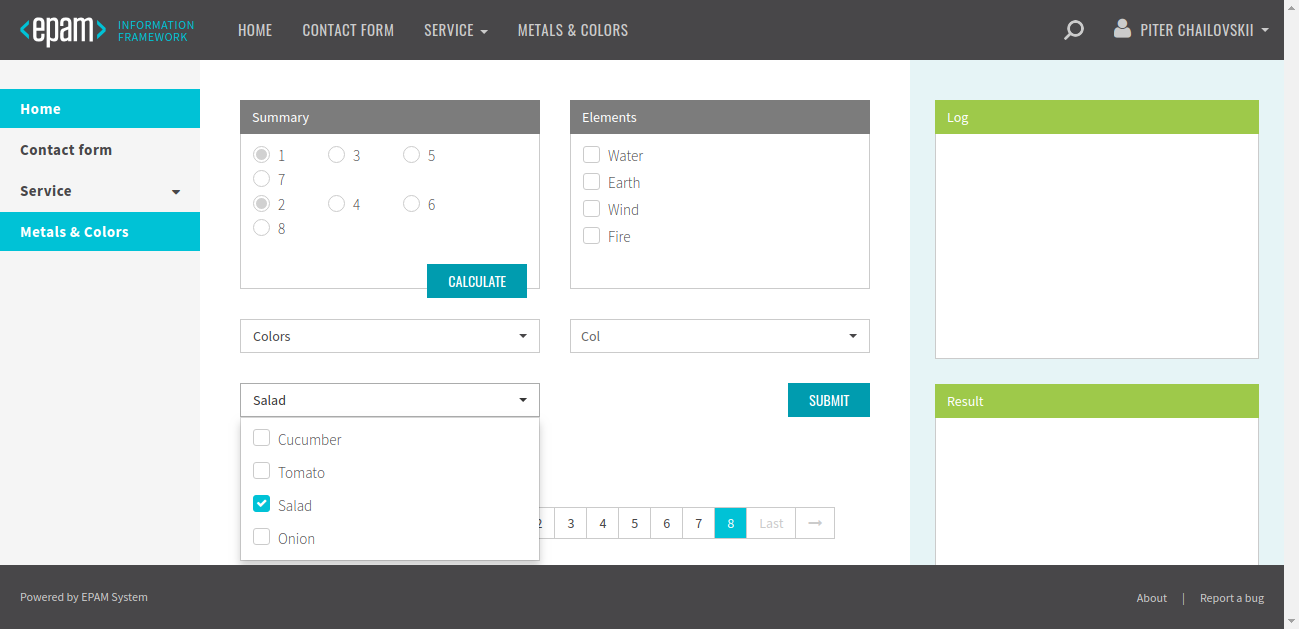 <epam> INFORMATION FRAMEWORK HOME CONTACT FORM SERVICE METALS & COLORS PITER CHAILOVSKII
Home
Contact form
Service
Metals & Colors
Summary
1 3 5
7
2 4 6
8
CALCULATE
Elements
Water
Earth
Wind
Fire
Colors
Col
Salad
SUBMIT
Cucumber
Tomato
Salad
Onion
2 3 4 5 6 7 8 Last →
Log
Result
Powered by EPAM System
About | Report a bug